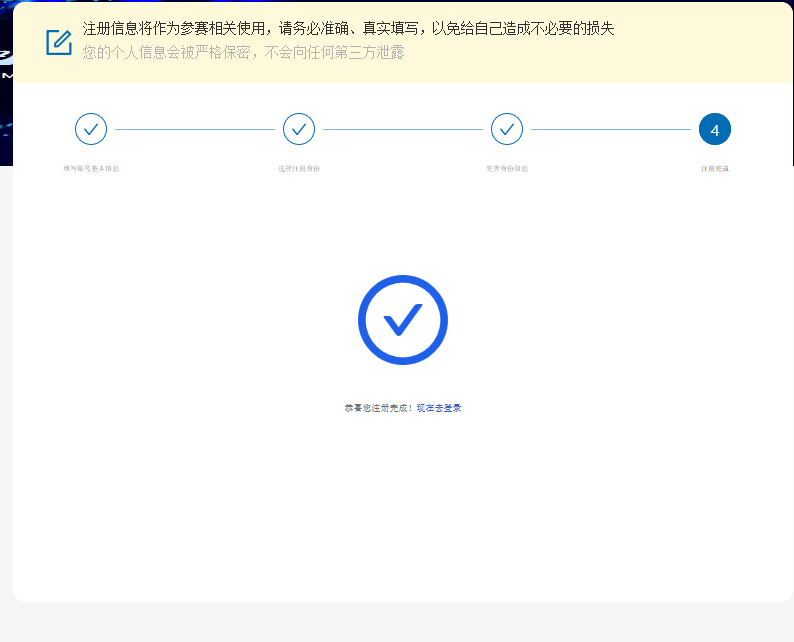 注册信息将作为参赛相关使用，请务必准确、真实填写，以免给自己造成不必要的损失
您的个人信息会被严格保密，不会向任何第三方泄露
4
填写账号基本信息
选择注册身份
完善身份信息
注册完成
恭喜您注册完成！现在去登录